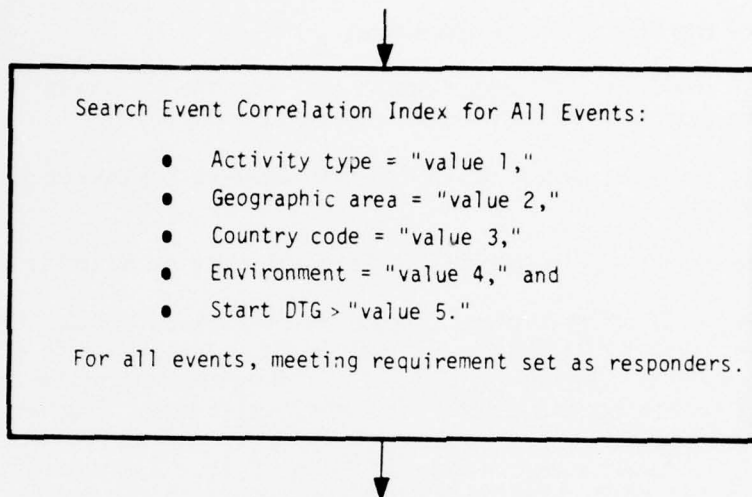 Search Event Correlation Index for All Events:
● Activity type = "value 1,"
● Geographic area = "value 2,"
● Country code = "value 3,"
● Environment = "value 4," and
● Start DTG > "value 5."
For all events, meeting requirement set as responders.